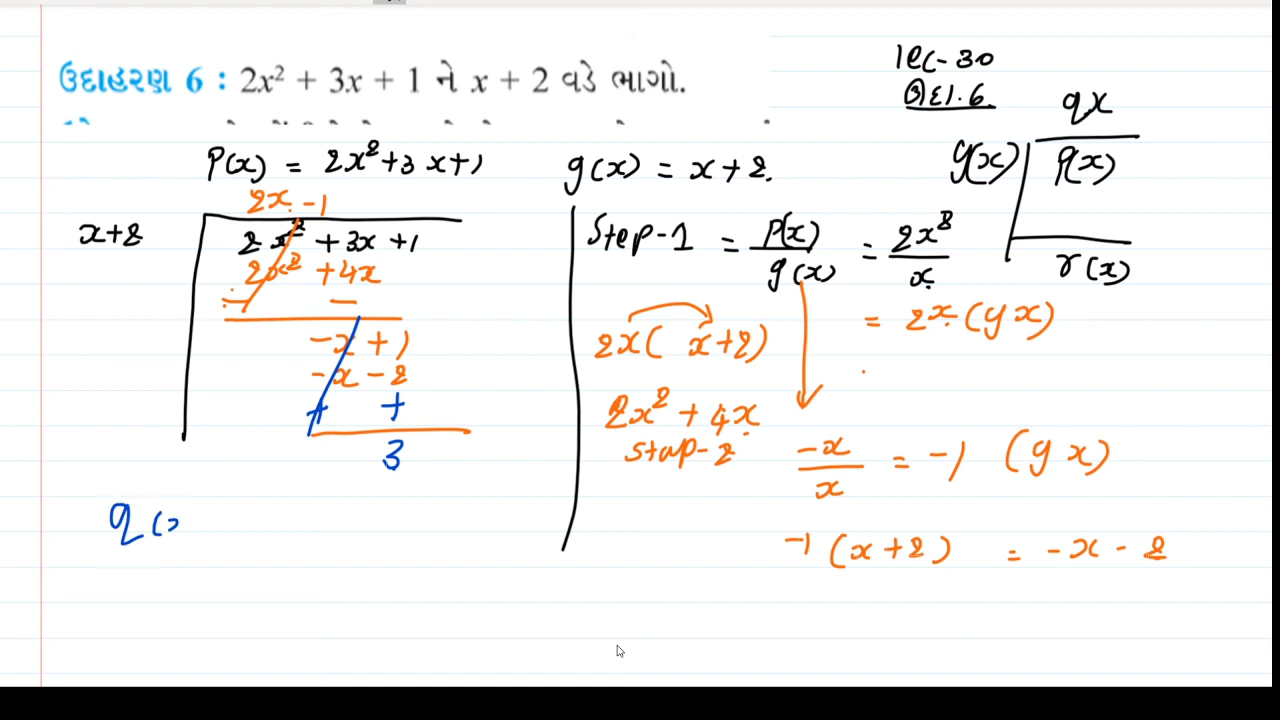 lec-30
ઉદા.6.
ઉદાહરણ 6 : 2x² + 3x + 1 ને x + 2 વડે ભાગો.
qx
g(x) p(x)
r(x)
P(x) = 2x²+3x+1
g(x) = x+2.
2x - 1
x+2
2x² + 3x + 1
2x² + 4x
- -
-x + 1
-x - 2
+ +
3
q(x
Step-1 = p(x)/g(x) = 2x²/x
= 2x (qx)
2x( x+2)
2x² + 4x
Step-2
-x/x = -1 (qx)
-1 (x+2) = -x - 2